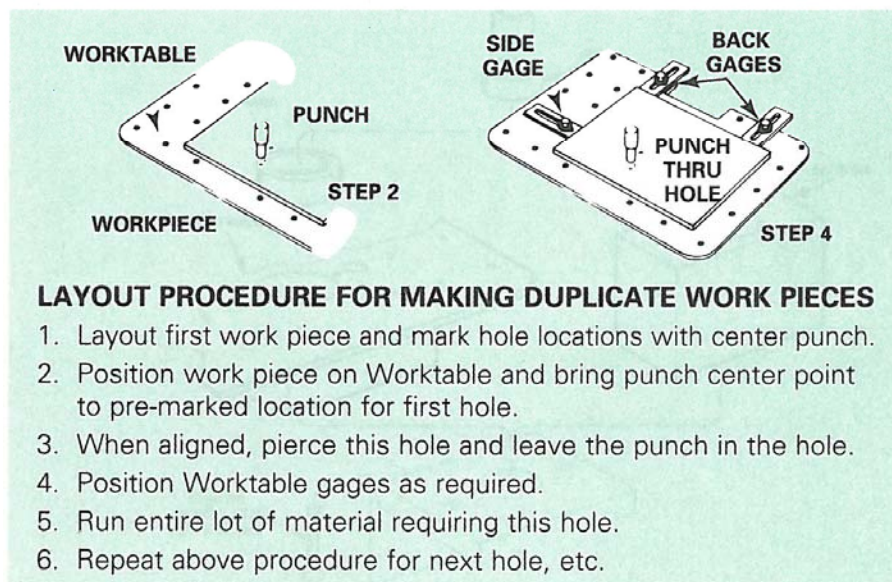 WORKTABLE
PUNCH
STEP 2
WORKPIECE
SIDE
GAGE
BACK
GAGES
PUNCH
THRU
HOLE
STEP 4
LAYOUT PROCEDURE FOR MAKING DUPLICATE WORK PIECES
1. Layout first work piece and mark hole locations with center punch.
2. Position work piece on Worktable and bring punch center point
to pre-marked location for first hole.
3. When aligned, pierce this hole and leave the punch in the hole.
4. Position Worktable gages as required.
5. Run entire lot of material requiring this hole.
6. Repeat above procedure for next hole, etc.